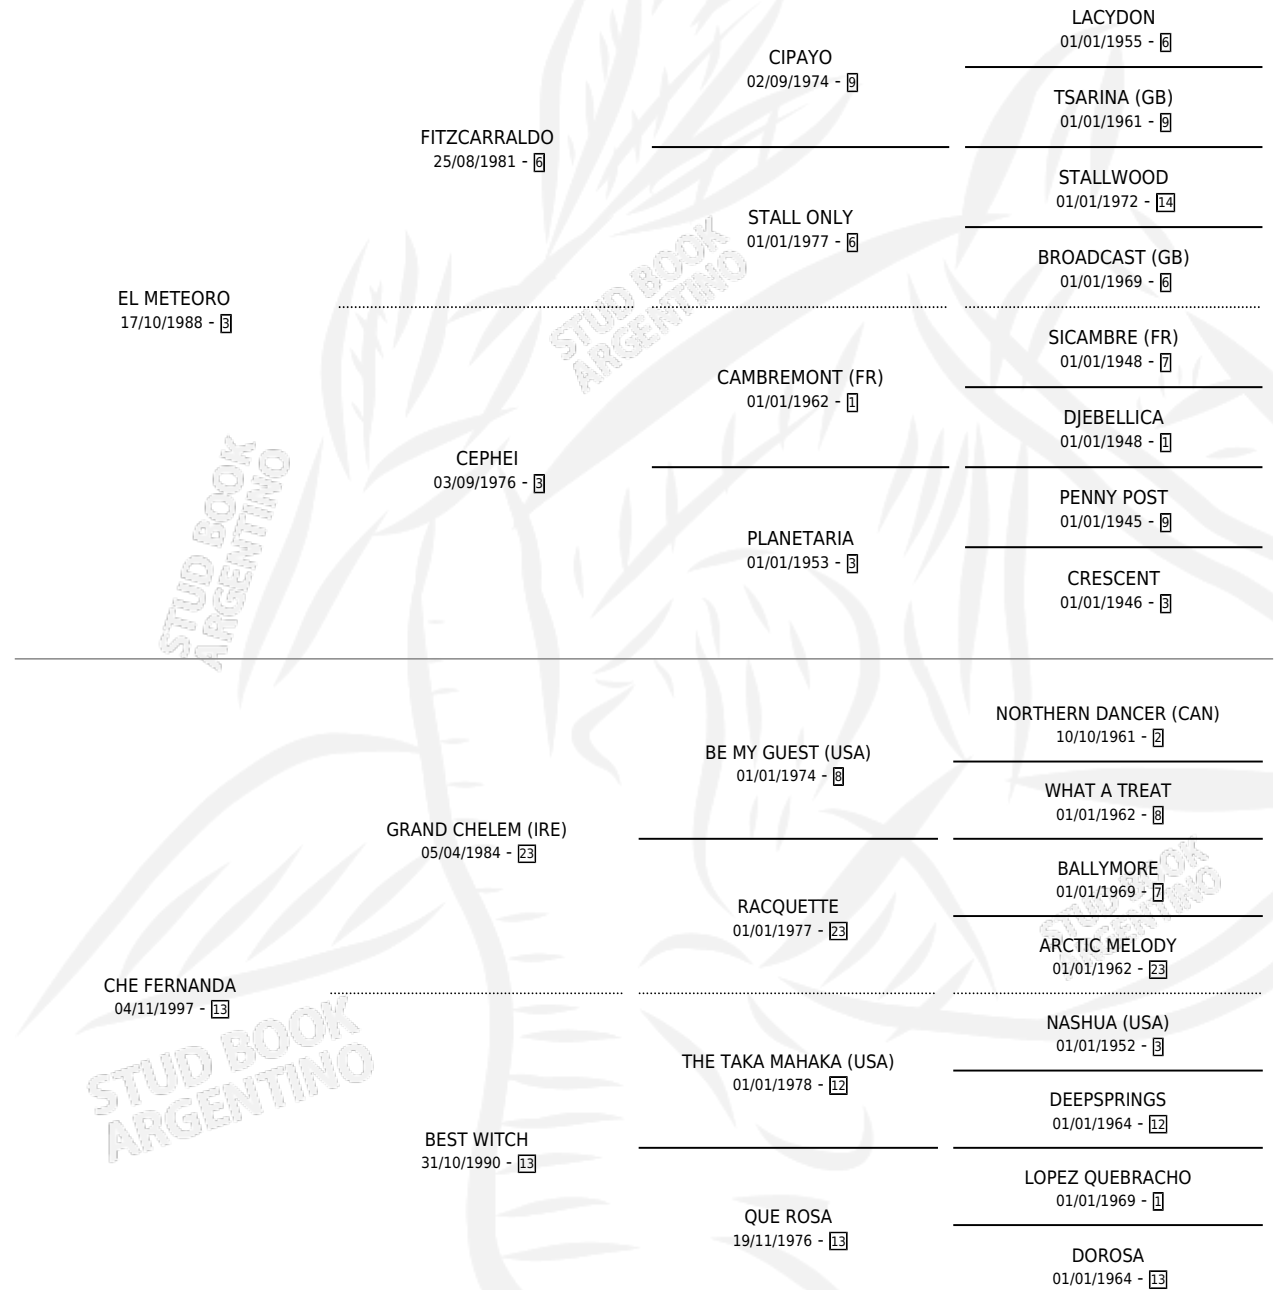 LACYDON
01/01/1955 - 6
CIPAYO
02/09/1974 - 9
TSARINA (GB)
01/01/1961 - 9
FITZCARRALDO
25/08/1981 - 6
STALLWOOD
01/01/1972 - 14
STALL ONLY
01/01/1977 - 6
BROADCAST (GB)
01/01/1969 - 6
EL METEORO
17/10/1988 - 3
SICAMBRE (FR)
01/01/1948 - 7
CAMBREMONT (FR)
01/01/1962 - 1
DJEBELLICA
01/01/1948 - 1
CEPHEI
03/09/1976 - 3
PENNY POST
01/01/1945 - 9
PLANETARIA
01/01/1953 - 3
CRESCENT
01/01/1946 - 3
STUD BOOK
ARGENTINO
STUD BOOK
ARGENTINO
NORTHERN DANCER (CAN)
10/10/1961 - 2
BE MY GUEST (USA)
01/01/1974 - 8
WHAT A TREAT
01/01/1962 - 8
GRAND CHELEM (IRE)
05/04/1984 - 23
BALLYMORE
01/01/1969 - 7
RACQUETTE
01/01/1977 - 23
ARCTIC MELODY
01/01/1962 - 23
STUD BOOK
ARGENTINO
CHE FERNANDA
04/11/1997 - 13
NASHUA (USA)
01/01/1952 - 3
THE TAKA MAHAKA (USA)
01/01/1978 - 12
DEEPSPRINGS
01/01/1964 - 12
BEST WITCH
31/10/1990 - 13
LOPEZ QUEBRACHO
01/01/1969 - 1
QUE ROSA
19/11/1976 - 13
DOROSA
01/01/1964 - 13
STUD BOOK
ARGENTINO